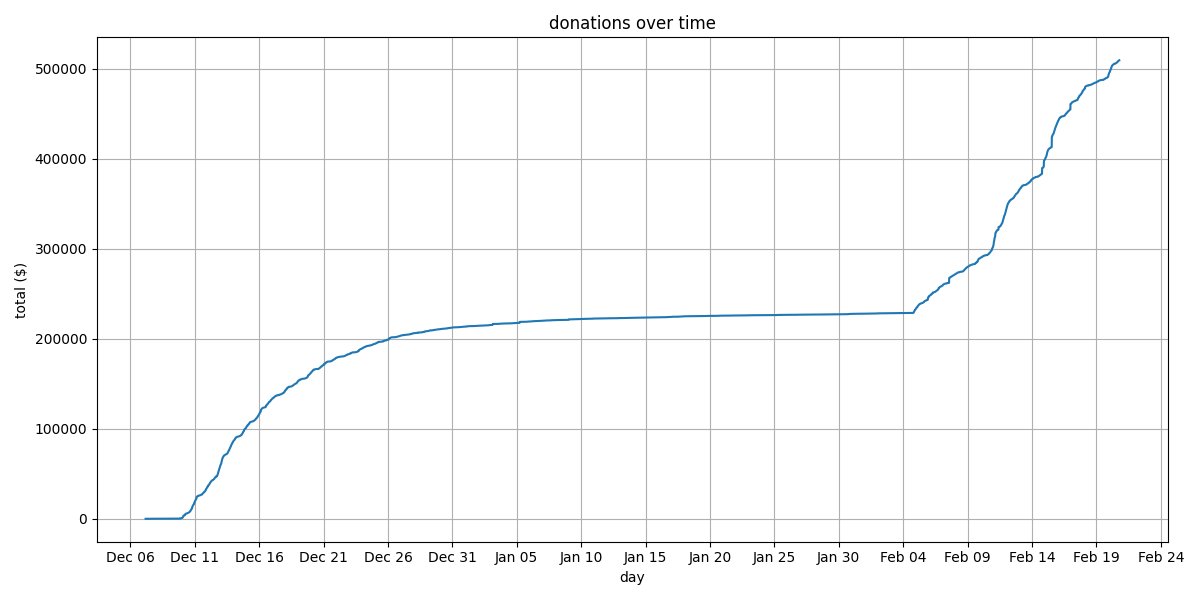 donations over time
total ($)
500000
400000
300000
200000
100000
0
Dec 06 Dec 11 Dec 16 Dec 21 Dec 26 Dec 31 Jan 05 Jan 10 Jan 15 Jan 20 Jan 25 Jan 30 Feb 04 Feb 09 Feb 14 Feb 19 Feb 24
day